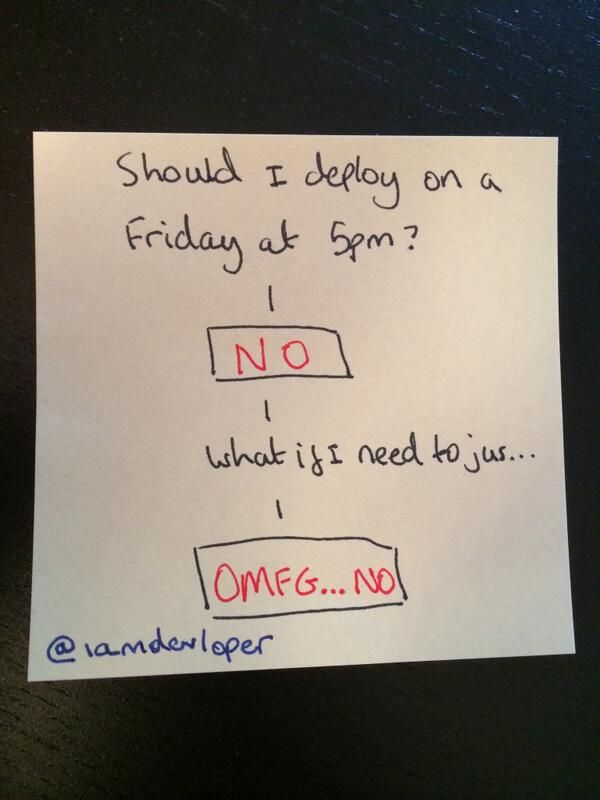 Should I deploy on a
Friday at 5pm?
NO
What if I need to jus...
OMFG...NO
@iamdevloper